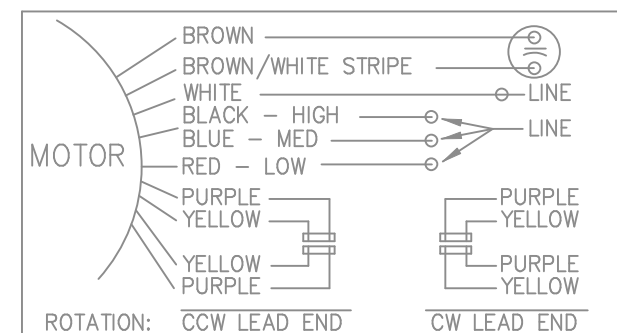 BROWN
BROWN/WHITE STRIPE
WHITE
LINE
BLACK - HIGH
BLUE - MED
LINE
MOTOR
RED - LOW
PURPLE
YELLOW
YELLOW
PURPLE
PURPLE
YELLOW
PURPLE
YELLOW
ROTATION: CCW LEAD END CW LEAD END